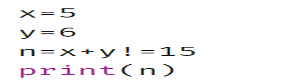 x=5
y=6
n=x+y!=15
print(n)